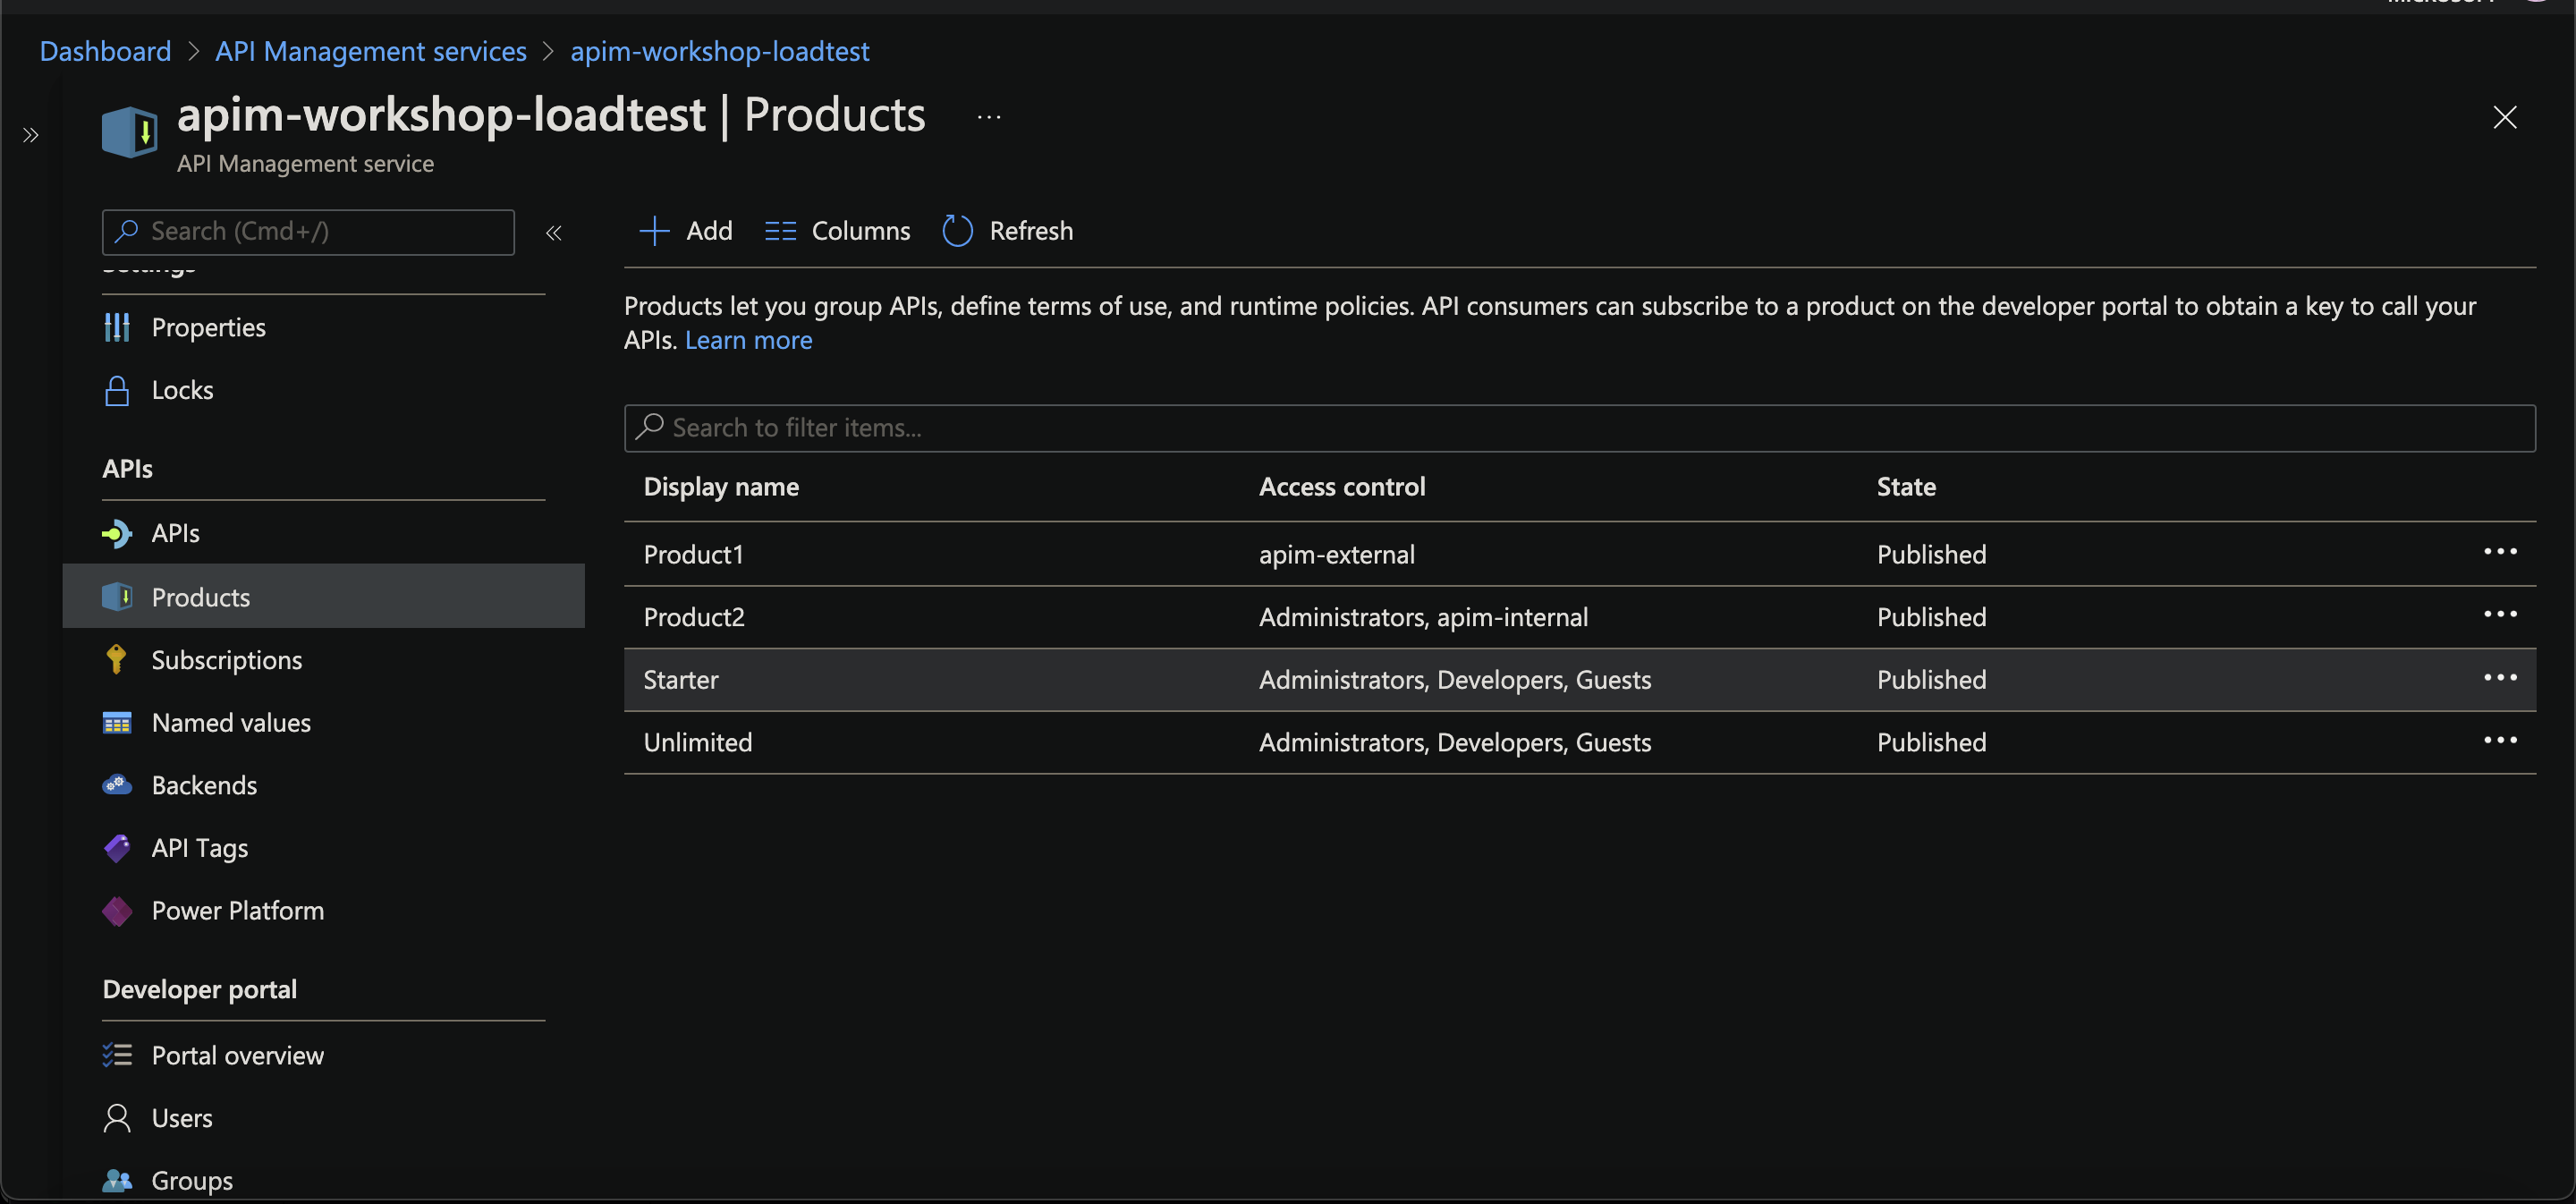 Dashboard > API Management services > apim-workshop-loadtest
apim-workshop-loadtest | Products ...
API Management service
Search (Cmd+/)
Settings
Properties
Locks
APIs
APIs
Products
Subscriptions
Named values
Backends
API Tags
Power Platform
Developer portal
Portal overview
Users
Groups
Add Columns Refresh
Products let you group APIs, define terms of use, and runtime policies. API consumers can subscribe to a product on the developer portal to obtain a key to call your
APIs. Learn more
Search to filter items...
Display name Access control State
Product1 apim-external Published
Product2 Administrators, apim-internal Published
Starter Administrators, Developers, Guests Published
Unlimited Administrators, Developers, Guests Published